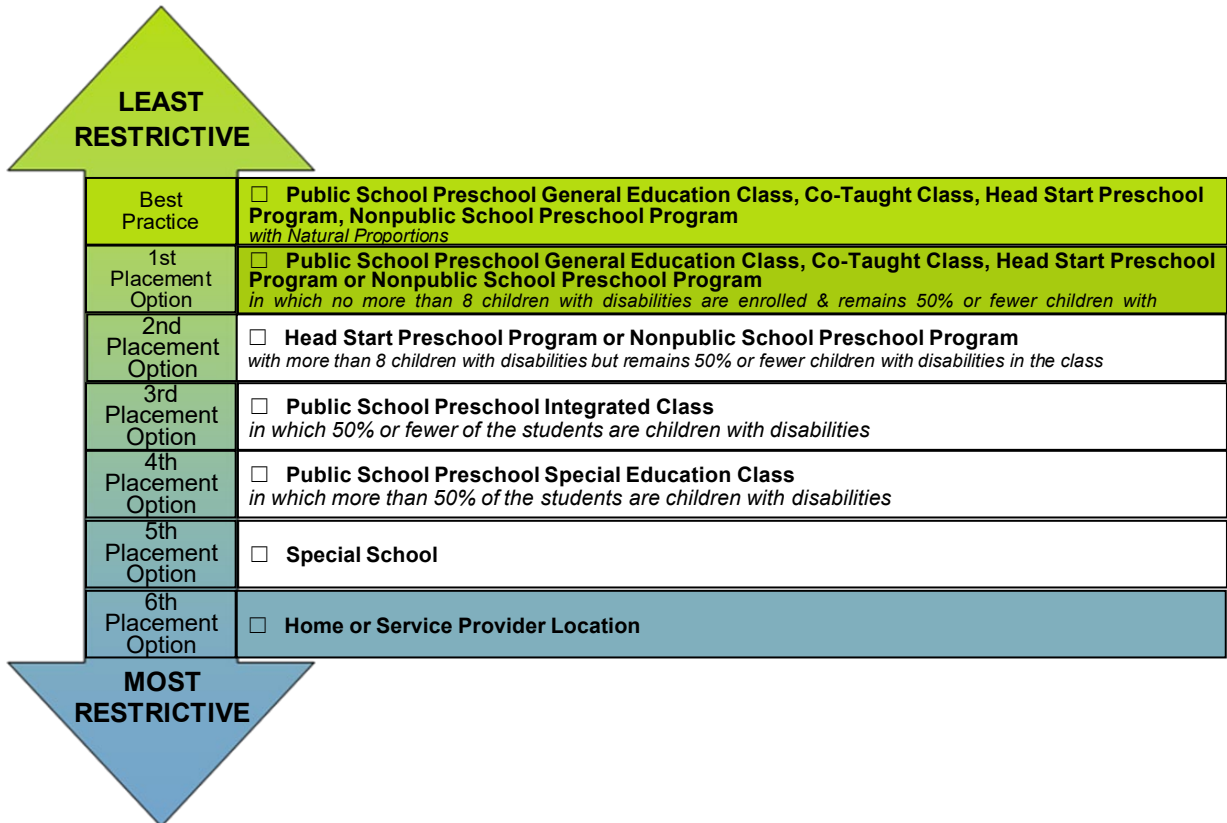 LEAST
RESTRICTIVE
Best
Practice
☐ Public School Preschool General Education Class, Co-Taught Class, Head Start Preschool
Program, Nonpublic School Preschool Program
with Natural Proportions
1st
Placement
Option
☐ Public School Preschool General Education Class, Co-Taught Class, Head Start Preschool
Program or Nonpublic School Preschool Program
in which no more than 8 children with disabilities are enrolled & remains 50% or fewer children with
2nd
Placement
Option
☐ Head Start Preschool Program or Nonpublic School Preschool Program
with more than 8 children with disabilities but remains 50% or fewer children with disabilities in the class
3rd
Placement
Option
☐ Public School Preschool Integrated Class
in which 50% or fewer of the students are children with disabilities
4th
Placement
Option
☐ Public School Preschool Special Education Class
in which more than 50% of the students are children with disabilities
5th
Placement
Option
☐ Special School
6th
Placement
Option
☐ Home or Service Provider Location
MOST
RESTRICTIVE